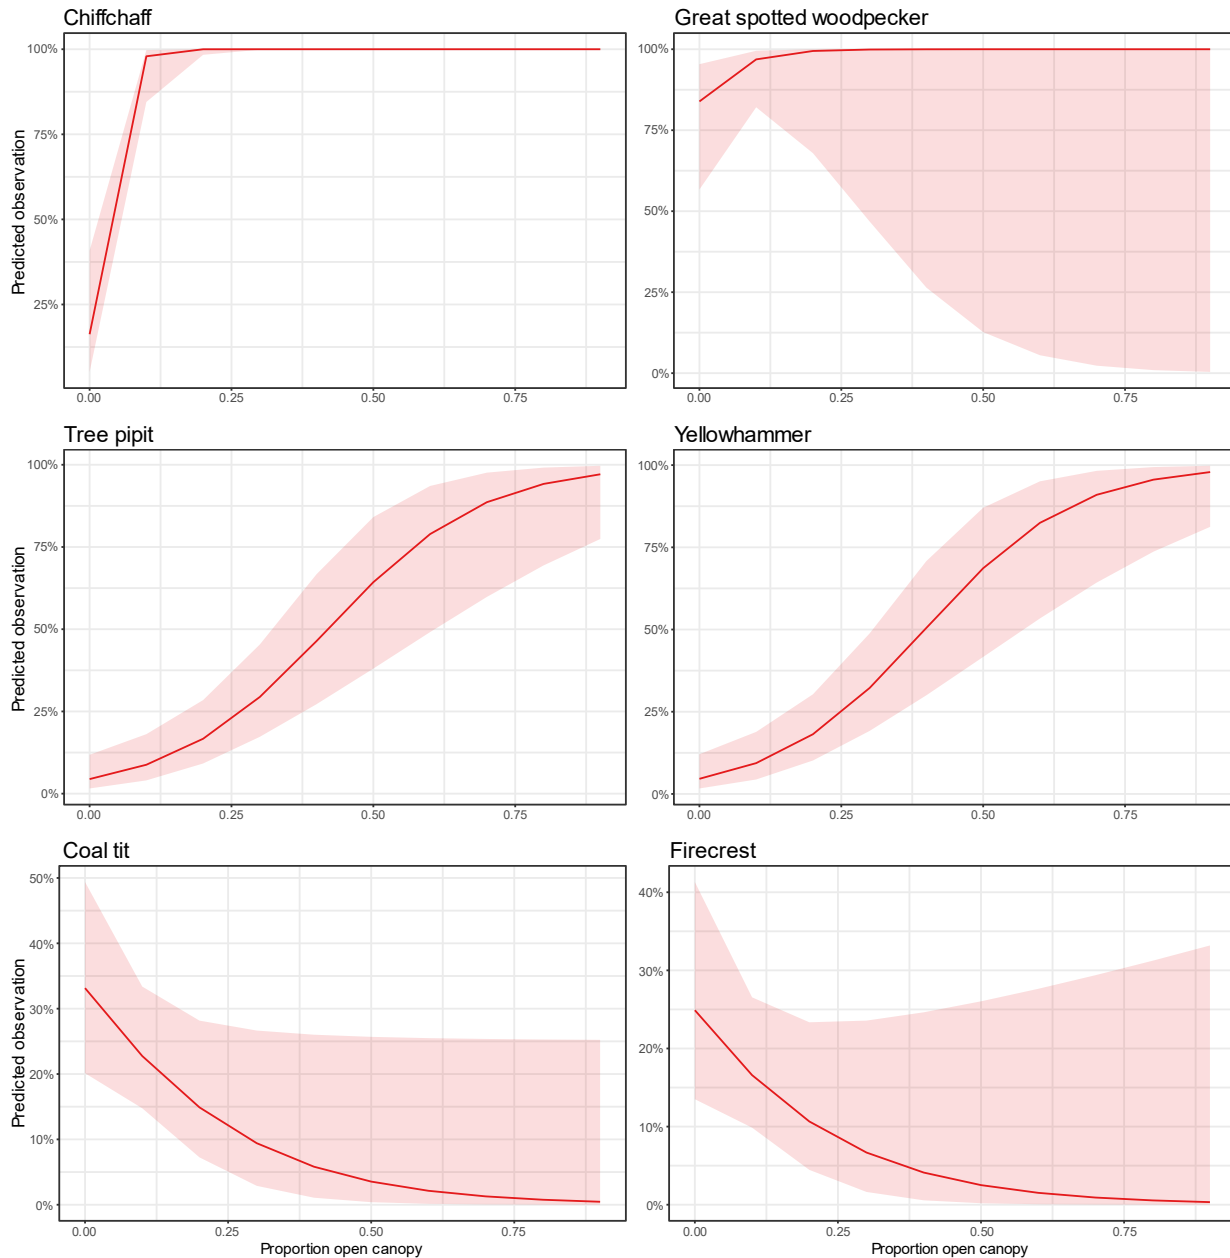 Chiffchaff
Great spotted woodpecker
Predicted observation
100%
75%
50%
25%
0.00 0.25 0.50 0.75
100%
75%
50%
25%
0%
0.00 0.25 0.50 0.75
Tree pipit
Yellowhammer
Predicted observation
100%
75%
50%
25%
0%
0.00 0.25 0.50 0.75
100%
75%
50%
25%
0%
0.00 0.25 0.50 0.75
Coal tit
Firecrest
Predicted observation
50%
40%
30%
20%
10%
0%
0.00 0.25 0.50 0.75
Proportion open canopy
40%
30%
20%
10%
0%
0.00 0.25 0.50 0.75
Proportion open canopy